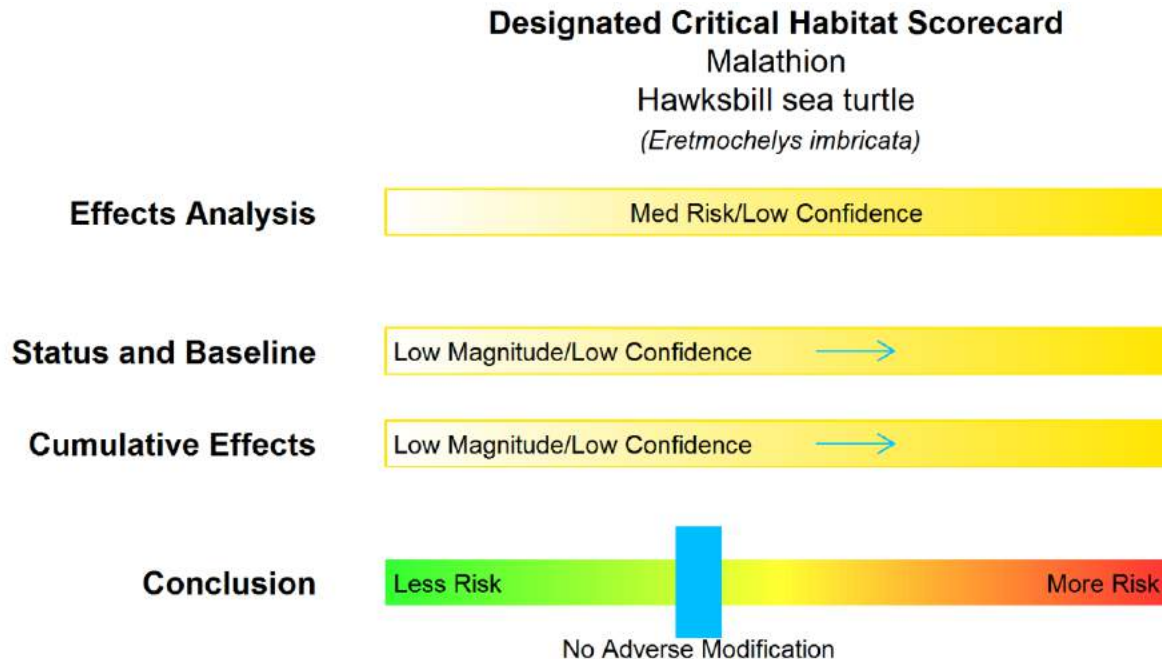 Designated Critical Habitat Scorecard
Malathion
Hawksbill sea turtle
(Eretmochelys imbricata)
Effects Analysis
Med Risk/Low Confidence
Status and Baseline
Low Magnitude/Low Confidence
Cumulative Effects
Low Magnitude/Low Confidence
Conclusion
Less Risk
More Risk
No Adverse Modification